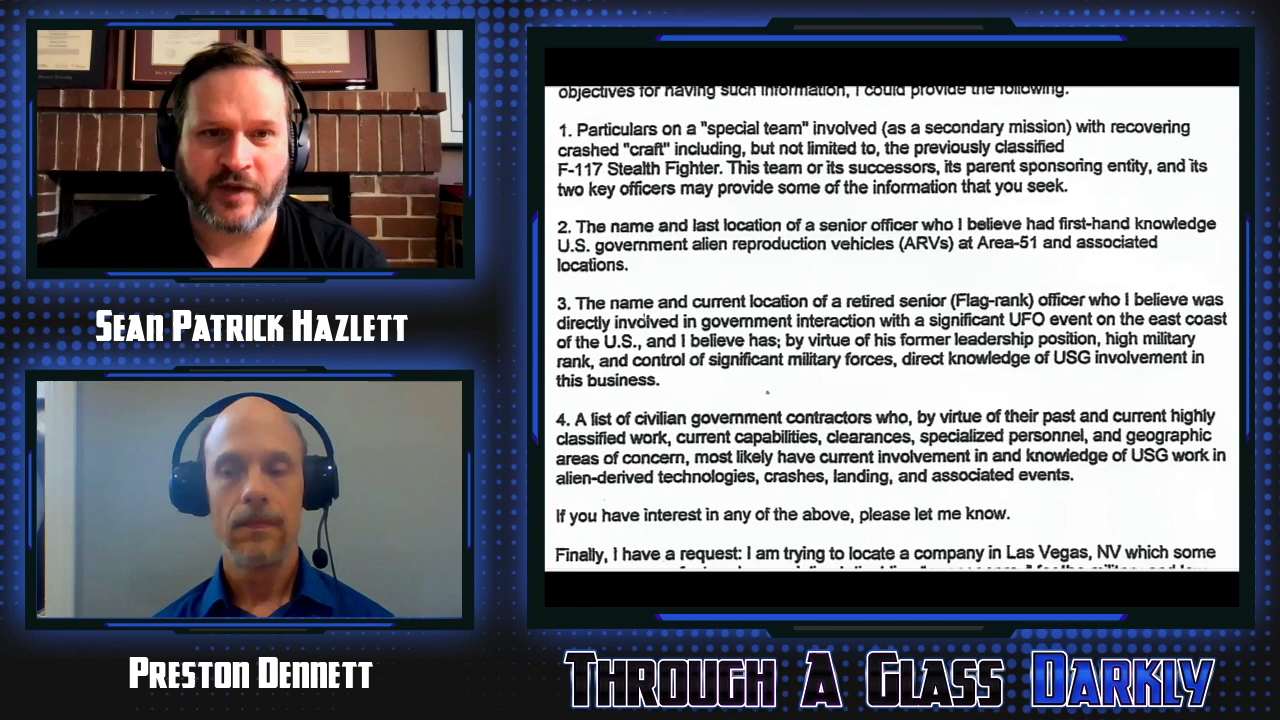 SEAN PATRICK HAZLETT
PRESTON DENNETT
objectives for having such information, I could provide the following.
1. Particulars on a "special team" involved (as a secondary mission) with recovering
crashed "craft" including, but not limited to, the previously classified
F-117 Stealth Fighter. This team or its successors, its parent sponsoring entity, and its
two key officers may provide some of the information that you seek.
2. The name and last location of a senior officer who I believe had first-hand knowledge
U.S. government alien reproduction vehicles (ARVs) at Area-51 and associated
locations.
3. The name and current location of a retired senior (Flag-rank) officer who I believe was
directly involved in government interaction with a significant UFO event on the east coast
of the U.S., and I believe has; by virtue of his former leadership position, high military
rank, and control of significant military forces, direct knowledge of USG involvement in
this business.
4. A list of civilian government contractors who, by virtue of their past and current highly
classified work, current capabilities, clearances, specialized personnel, and geographic
areas of concern, most likely have current involvement in and knowledge of USG work in
alien-derived technologies, crashes, landing, and associated events.
If you have interest in any of the above, please let me know.
Finally, I have a request: I am trying to locate a company in Las Vegas, NV which some
THROUGH A GLASS DARKLY